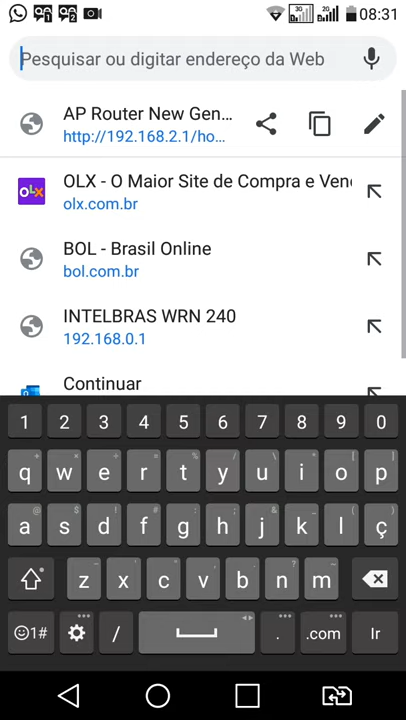 08:31
Pesquisar ou digitar endereço da Web
AP Router New Gen...
http://192.168.2.1/ho...
OLX - O Maior Site de Compra e Ven
olx.com.br
BOL - Brasil Online
bol.com.br
INTELBRAS WRN 240
192.168.0.1
Continuar
1 2 3 4 5 6 7 8 9 0
q w e r t y u i o p
a s d f g h j k l ç
z x c v b n m
☺1# / . .com Ir